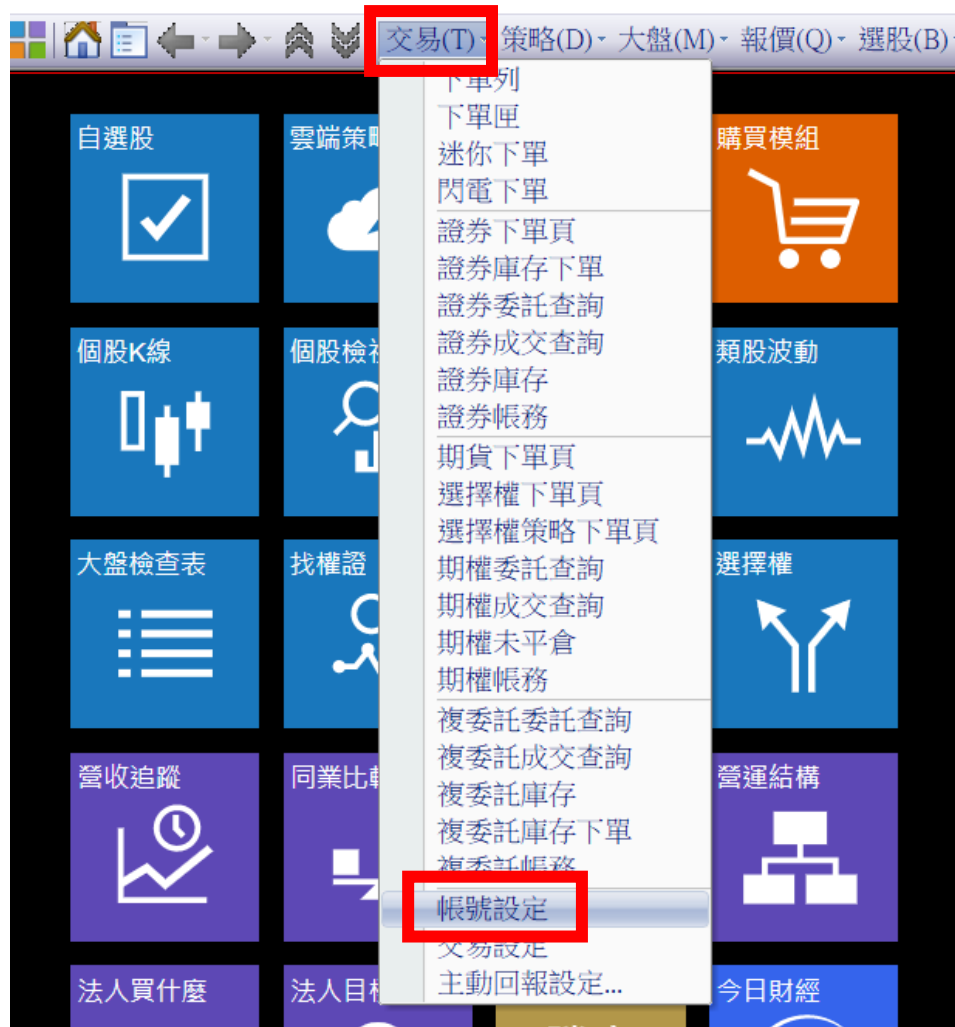 交易(T) 策略(D) 大盤(M) 報價(Q) 選股(B)
下單列
下單匣
迷你下單
閃電下單
證券下單頁
證券庫存下單
證券委託查詢
證券成交查詢
證券庫存
證券帳務
期貨下單頁
選擇權下單頁
選擇權策略下單頁
期權委託查詢
期權成交查詢
期權未平倉
期權帳務
複委託委託查詢
複委託成交查詢
複委託庫存
複委託庫存下單
複委託帳務
帳號設定
交易設定
主動回報設定...
自選股
雲端策略
購買模組
個股K線
個股檢視
類股波動
大盤檢查表
找權證
選擇權
營收追蹤
同業比較
營運結構
法人買什麼
法人目標
今日財經